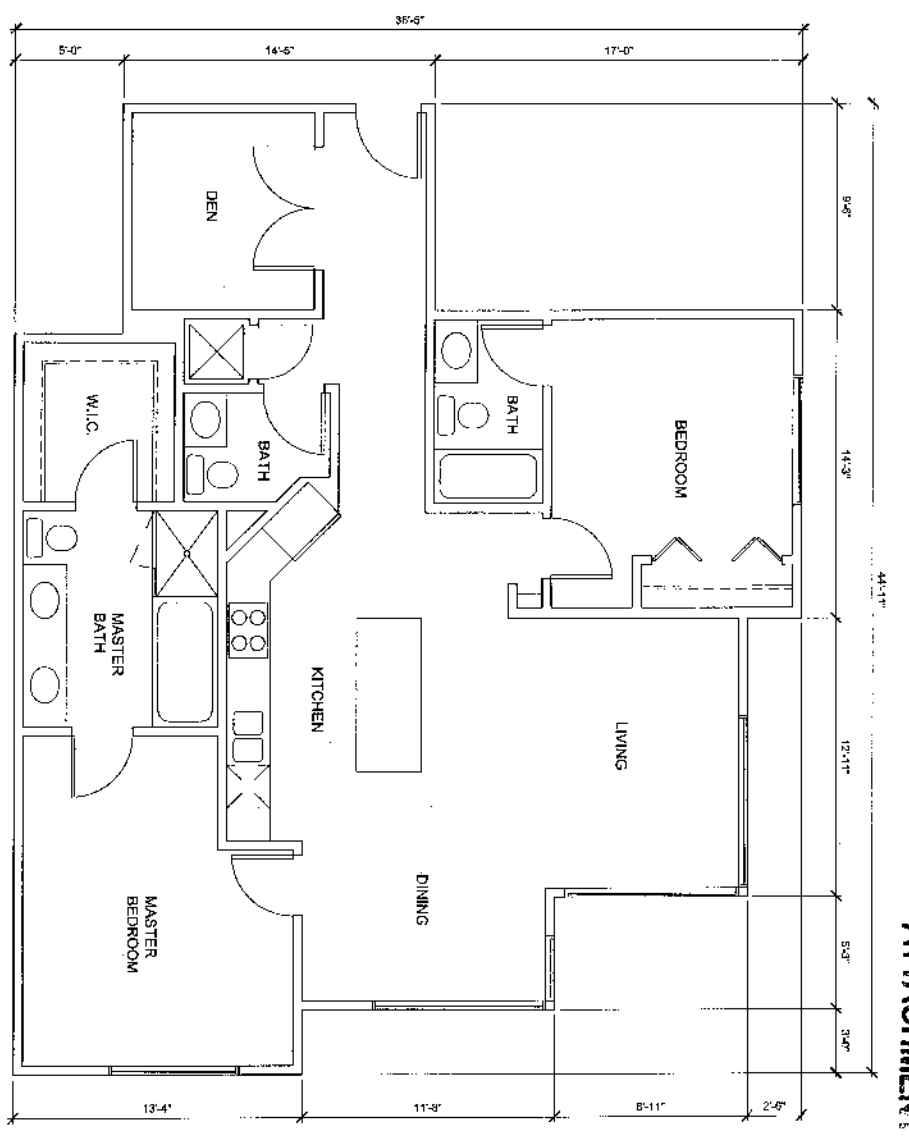 36'-5"
5'-0"
14'-5"
17'-0"
DEN
9'-6"
W.I.C.
BATH
BATH
BEDROOM
14'-3"
44'-11"
MASTER
BATH
KITCHEN
LIVING
12'-11"
MASTER
BEDROOM
DINING
5'-3"
3'-0"
13'-4"
11'-8"
8'-11"
2'-6"